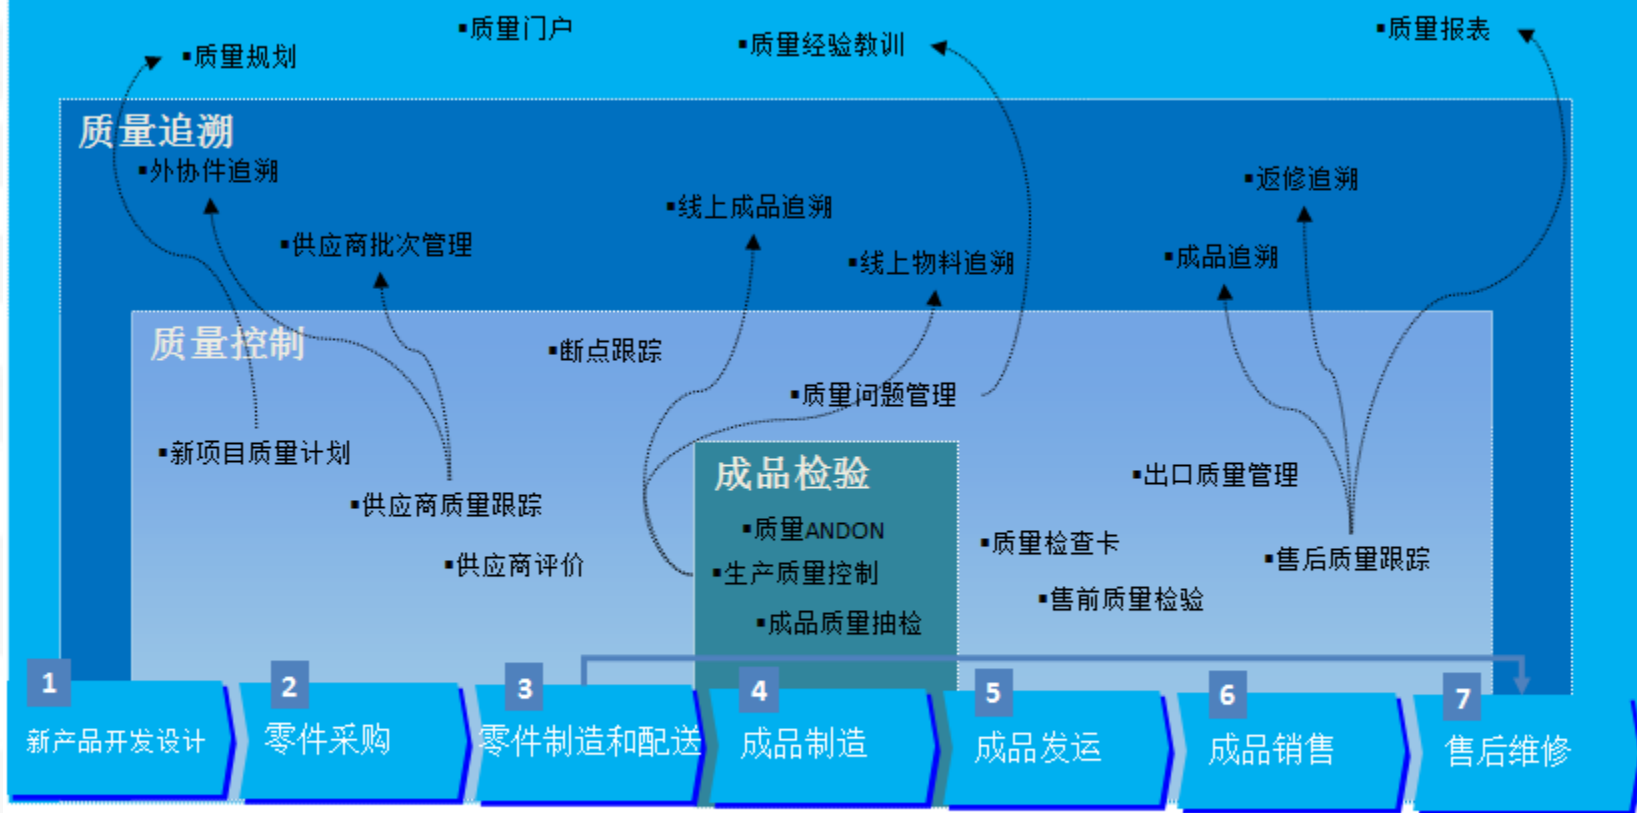 ▪质量门户
▪质量报表
▪质量经验教训
▪质量规划
质量追溯
▪外协件追溯
▪返修追溯
▪线上成品追溯
▪供应商批次管理
▪成品追溯
▪线上物料追溯
质量控制
▪断点跟踪
▪质量问题管理
▪新项目质量计划
成品检验
▪出口质量管理
▪供应商质量跟踪
▪质量ANDON
▪质量检查卡
▪售后质量跟踪
▪供应商评价
▪生产质量控制
▪售前质量检验
▪成品质量抽检
1
新产品开发设计
2
零件采购
3
零件制造和配送
4
成品制造
5
成品发运
6
成品销售
7
售后维修